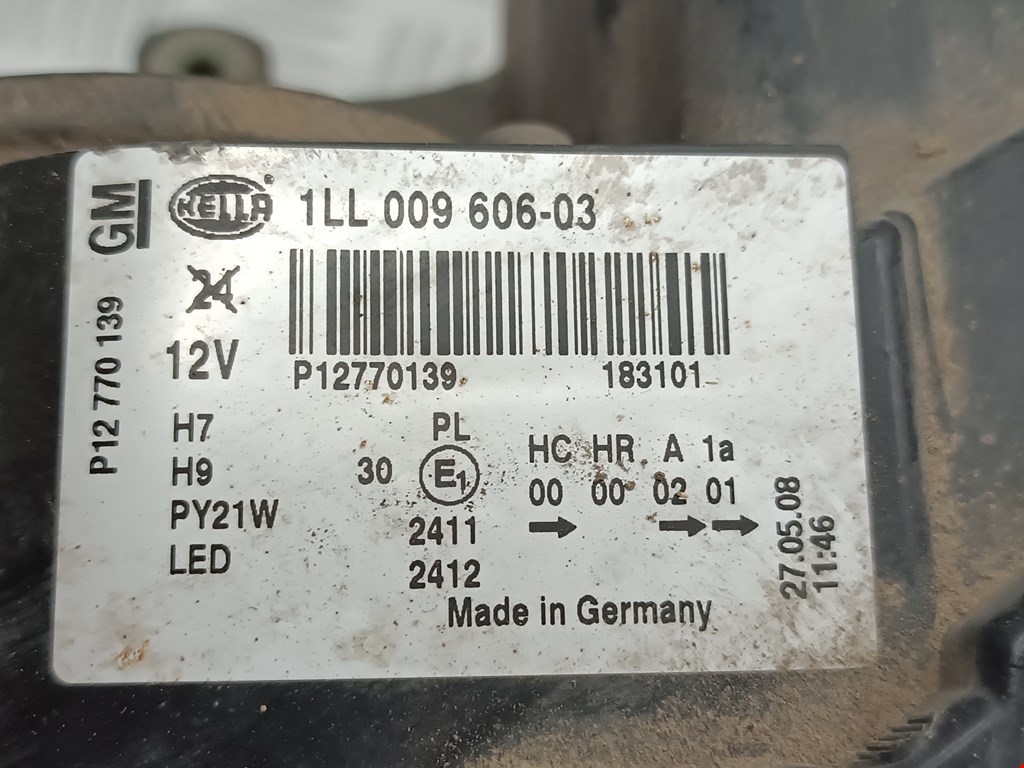 GM
P12 770 139
HELLA® 1LL 009 606-03
24
12V
P12770139 183101
H7
H9
PY21W
LED
PL
30 E1
2411
2412
HC HR A 1a
00 00 02 01
Made in Germany
27.05.08
11:46